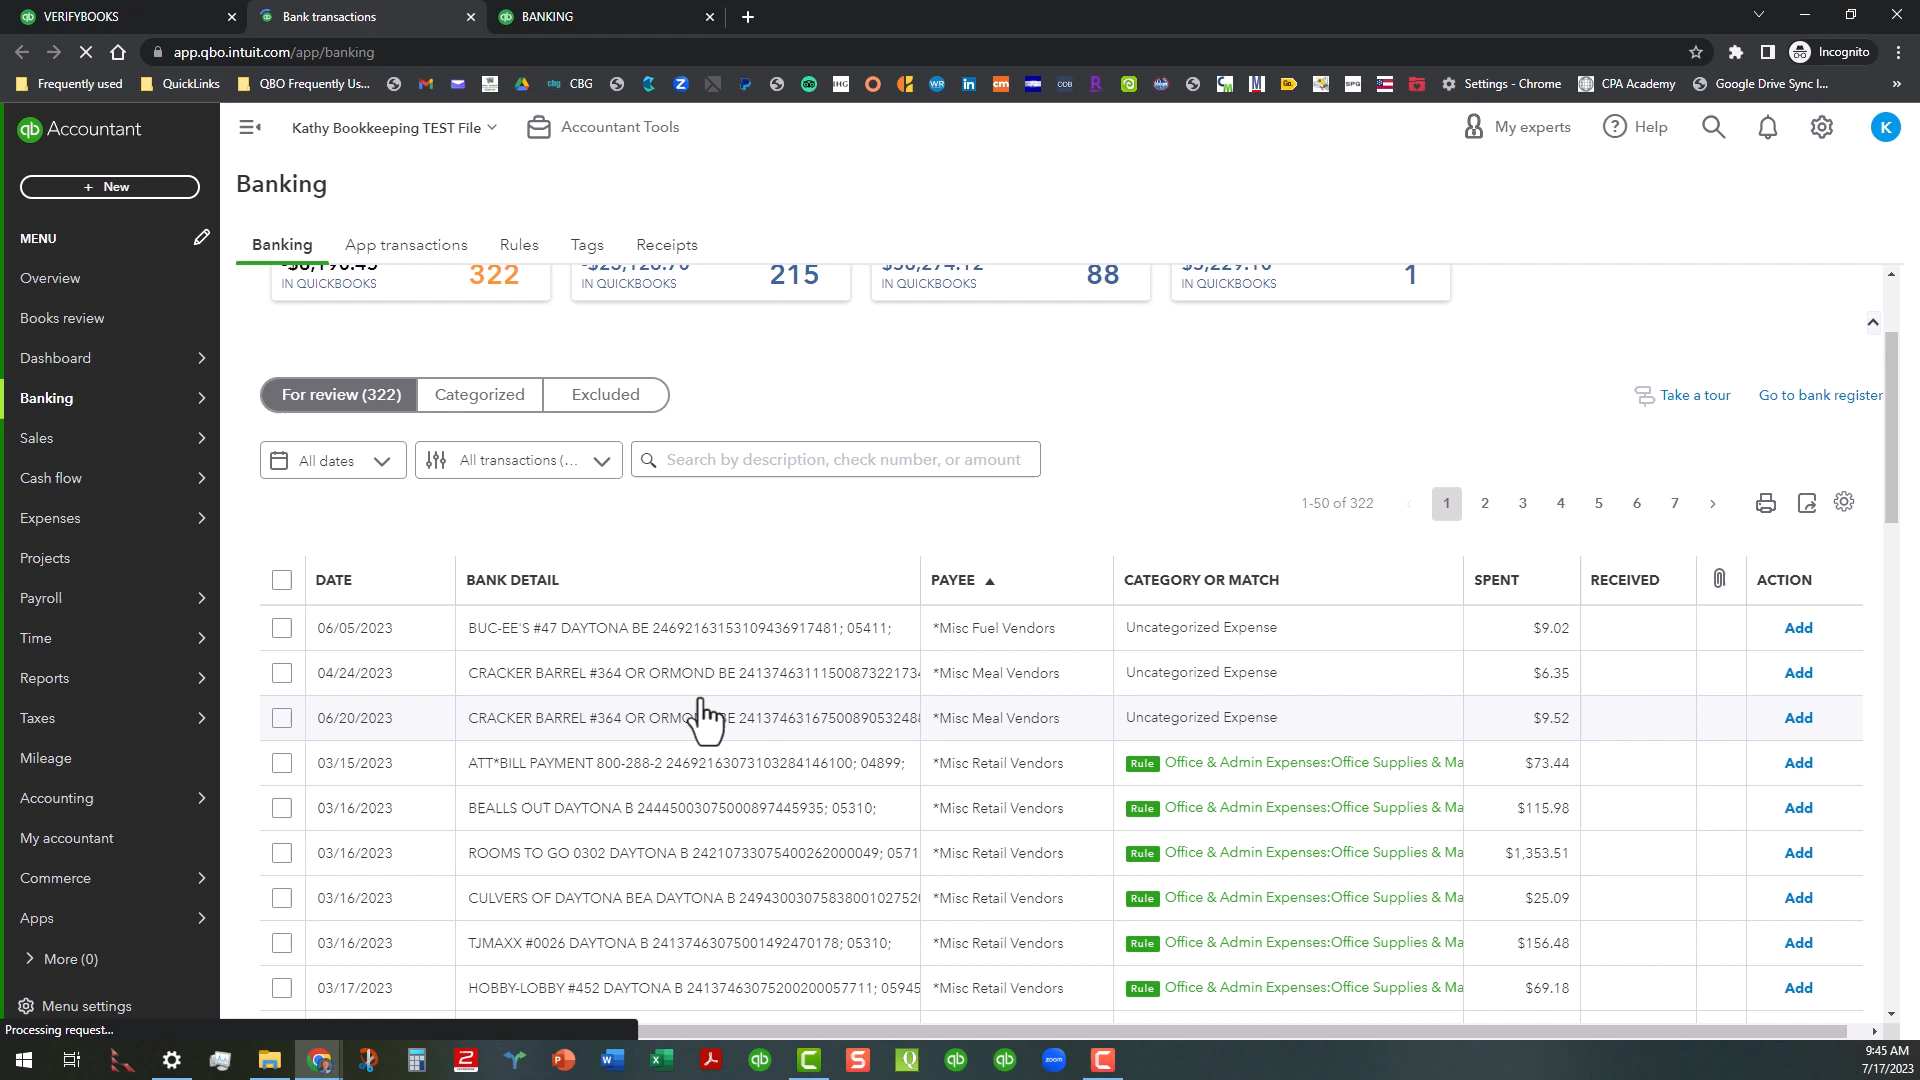 VERIFYBOOKS
Bank transactions
BANKING
app.qbo.intuit.com/app/banking
Incognito
Frequently used
QuickLinks
QBO Frequently Us...
CBG
Settings - Chrome
CPA Academy
Google Drive Sync I...
qb Accountant
Kathy Bookkeeping TEST File
Accountant Tools
My experts
Help
K
+ New
Banking
MENU
Banking App transactions Rules Tags Receipts
IN QUICKBOOKS 322
IN QUICKBOOKS 215
IN QUICKBOOKS 88
IN QUICKBOOKS 1
Overview
Books review
Dashboard
Banking
Sales
Cash flow
Expenses
Projects
Payroll
Time
Reports
Taxes
Mileage
Accounting
My accountant
Commerce
Apps
More (0)
Menu settings
Processing request...
For review (322) Categorized Excluded
Take a tour Go to bank register
All dates All transactions (... Search by description, check number, or amount
1-50 of 322 1 2 3 4 5 6 7
DATE BANK DETAIL PAYEE CATEGORY OR MATCH SPENT RECEIVED ACTION
06/05/2023 BUC-EE'S #47 DAYTONA BE 24692163153109436917481; 05411; *Misc Fuel Vendors Uncategorized Expense $9.02 Add
04/24/2023 CRACKER BARREL #364 OR ORMOND BE 2413746311150087322173 *Misc Meal Vendors Uncategorized Expense $6.35 Add
06/20/2023 CRACKER BARREL #364 OR BE 2413746316750089053248 *Misc Meal Vendors Uncategorized Expense $9.52 Add
03/15/2023 ATT*BILL PAYMENT 800-288-2 24692163073103284146100; 04899; *Misc Retail Vendors Rule Office & Admin Expenses:Office Supplies & Ma $73.44 Add
03/16/2023 BEALLS OUT DAYTONA B 24445003075000897445935; 05310; *Misc Retail Vendors Rule Office & Admin Expenses:Office Supplies & Ma $115.98 Add
03/16/2023 ROOMS TO GO 0302 DAYTONA B 24210733075400262000049; 0571 *Misc Retail Vendors Rule Office & Admin Expenses:Office Supplies & Ma $1,353.51 Add
03/16/2023 CULVERS OF DAYTONA BEA DAYTONA B 2494300307583800102752 *Misc Retail Vendors Rule Office & Admin Expenses:Office Supplies & Ma $25.09 Add
03/16/2023 TJMAXX #0026 DAYTONA B 24137463075001492470178; 05310; *Misc Retail Vendors Rule Office & Admin Expenses:Office Supplies & Ma $156.48 Add
03/17/2023 HOBBY-LOBBY #452 DAYTONA B 24137463075200200057711; 05945 *Misc Retail Vendors Rule Office & Admin Expenses:Office Supplies & Ma $69.18 Add
9:45 AM
7/17/2023